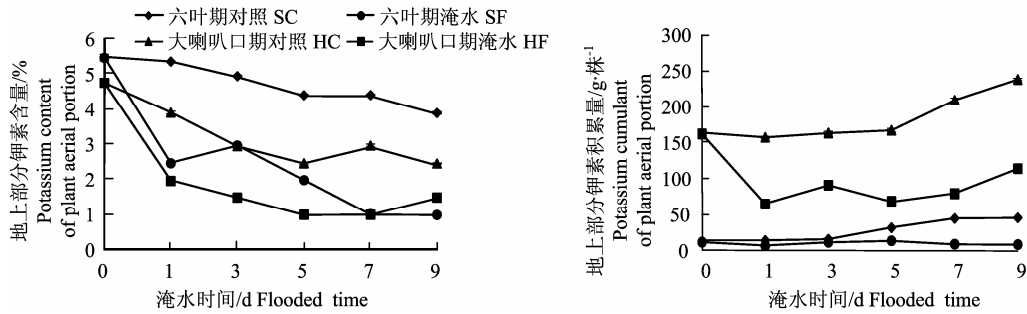 六叶期对照 SC
六叶期淹水 SF
大喇叭口期对照 HC
大喇叭口期淹水 HF
地上部分钾素含量/%
Potassium content
of plant aerial portion
6
5
4
3
2
1
0
0 1 3 5 7 9
淹水时间/d Flooded time
地上部分钾素积累量/g·株⁻¹
Potassium cumulant
of plant aerial portion
300
250
200
150
100
50
0
0 1 3 5 7 9
淹水时间/d Flooded time